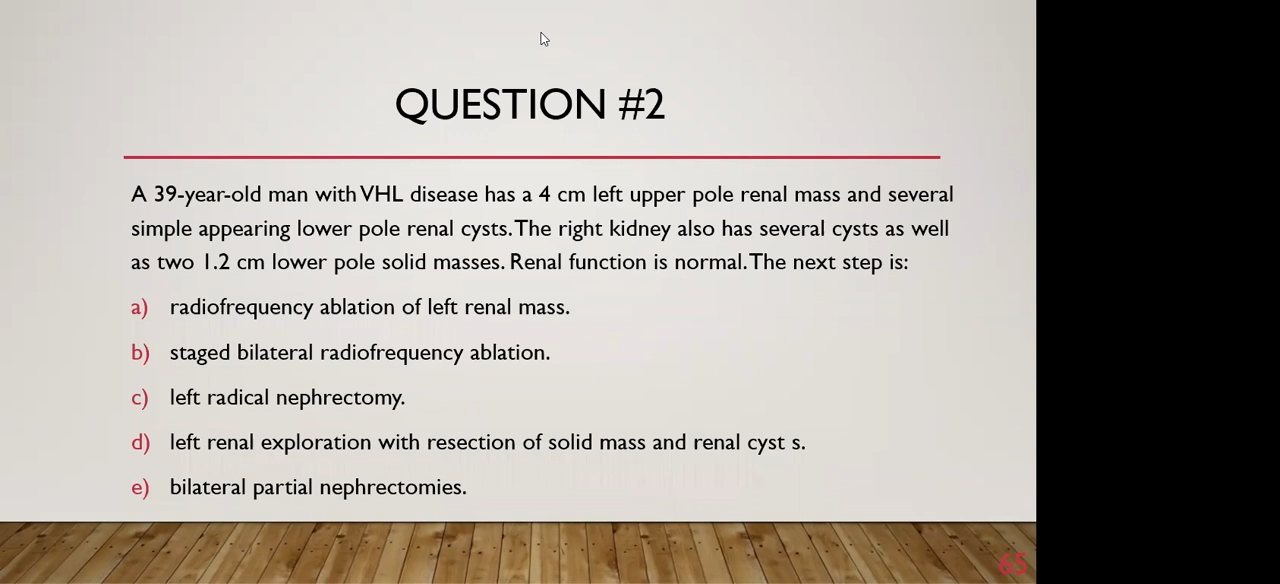 QUESTION #2
A 39-year-old man with VHL disease has a 4 cm left upper pole renal mass and several
simple appearing lower pole renal cysts. The right kidney also has several cysts as well
as two 1.2 cm lower pole solid masses. Renal function is normal. The next step is:
a) radiofrequency ablation of left renal mass.
b) staged bilateral radiofrequency ablation.
c) left radical nephrectomy.
d) left renal exploration with resection of solid mass and renal cyst s.
e) bilateral partial nephrectomies.
65